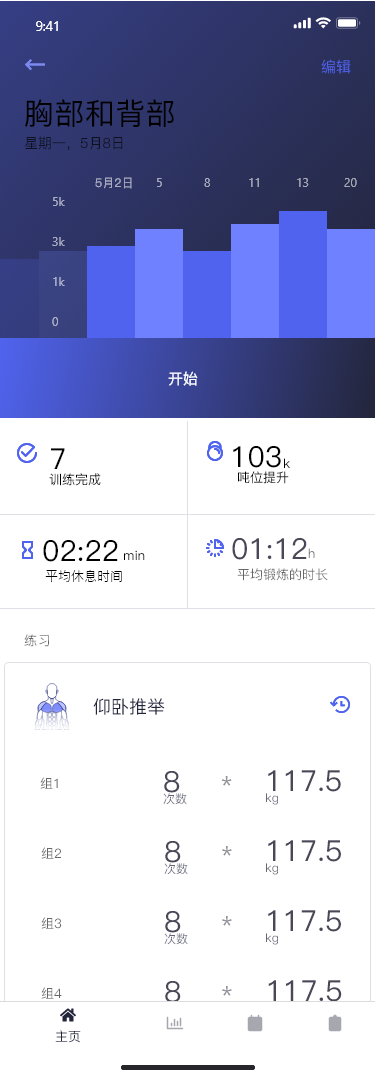 9:41
编辑
胸部和背部
星期一，5月8日
5月2日 5 8 11 13 20
5k
3k
1k
0
开始
7
训练完成
103k
吨位提升
02:22 min
平均休息时间
01:12h
平均锻炼的时长
练习
仰卧推举
组1 8 * 117.5
次数 kg
组2 8 * 117.5
次数 kg
组3 8 * 117.5
次数 kg
组4 8 * 117.5
主页